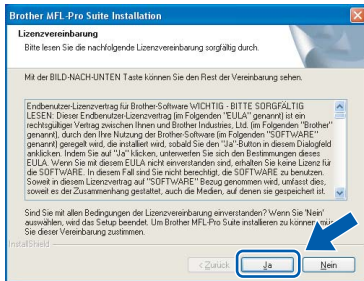 Brother MFL-Pro Suite Installation
Lizenzvereinbarung
Bitte lesen Sie die nachfolgende Lizenzvereinbarung sorgfältig durch.
Mit der BILD-NACH-UNTEN Taste können Sie den Rest der Vereinbarung sehen.
Endbenutzer-Lizenzvertrag für Brother-Software WICHTIG - BITTE SORGFÄLTIG
LESEN: Dieser Endbenutzer-Lizenzvertrag (im Folgenden "EULA" genannt) ist ein
rechtsgültiger Vertrag zwischen Ihnen und Brother Industries, Ltd. (im Folgenden "Brother"
genannt), durch den Ihre Nutzung der Brother-Software (im Folgenden "SOFTWARE"
genannt) geregelt wird, die installiert wird, sobald Sie den "Ja"-Button in diesem Dialogfeld
anklicken. Indem Sie auf "Ja" klicken, unterwerfen Sie sich den Bestimmungen dieses
EULA. Wenn Sie mit diesem EULA nicht einverstanden sind, erhalten Sie keine Lizenz für
die SOFTWARE. In diesem Fall sind Sie nicht berechtigt, die SOFTWARE zu benutzen.
Soweit in diesem Lizenzvertrag auf "SOFTWARE" Bezug genommen wird, umfasst dies,
soweit es der Zusammenhang gestattet, auch die Medien, auf denen sie gespeichert ist.
Sind Sie mit allen Bedingungen der Lizenzvereinbarung einverstanden? Wenn Sie 'Nein'
auswählen, wird das Setup beendet. Um Brother MFL-Pro Suite installieren zu können,
Sie dieser Vereinbarung zustimmen.
InstallShield
< Zurück
Ja
Nein